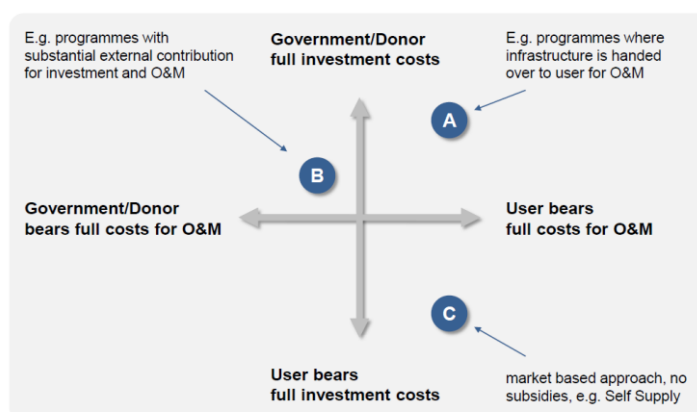 E.g. programmes with
substantial external contribution
for investment and O&M
Government/Donor
full investment costs
E.g. programmes where
infrastructure is handed
over to user for O&M
A
B
Government/Donor
bears full costs for O&M
User bears
full costs for O&M
C
User bears
full investment costs
market based approach, no
subsidies, e.g. Self Supply